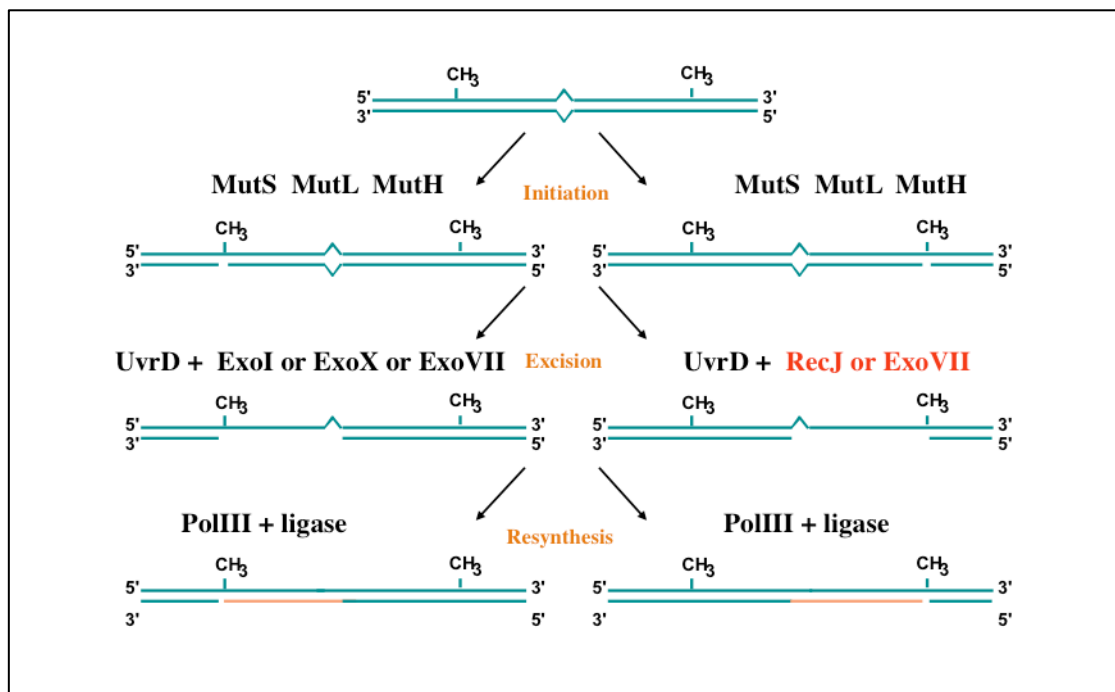 CH3 CH3
5' 3'
3' 5'
MutS MutL MutH Initiation MutS MutL MutH
CH3 CH3 CH3 CH3
5' 3' 5' 3'
3' 5' 3' 5'
UvrD + ExoI or ExoX or ExoVII Excision UvrD + RecJ or ExoVII
CH3 CH3 CH3 CH3
5' 3' 5' 3'
3' 5' 3' 5'
PolIII + ligase Resynthesis PolIII + ligase
CH3 CH3 CH3 CH3
5' 3' 5' 3'
3' 5' 3' 5'